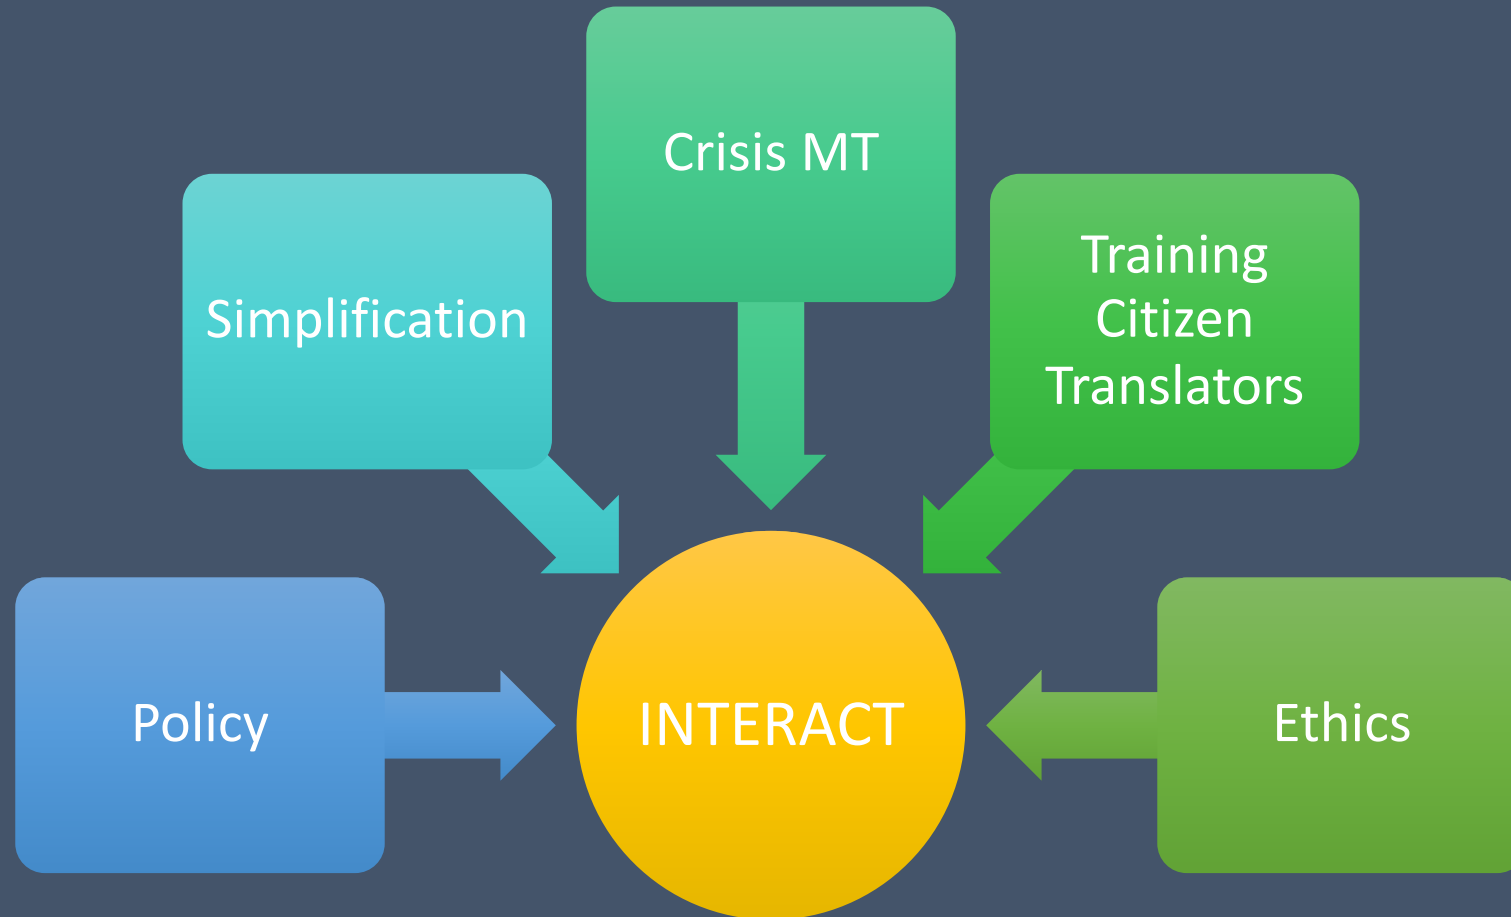 Crisis MT
Simplification
Training
Citizen
Translators
Policy
INTERACT
Ethics